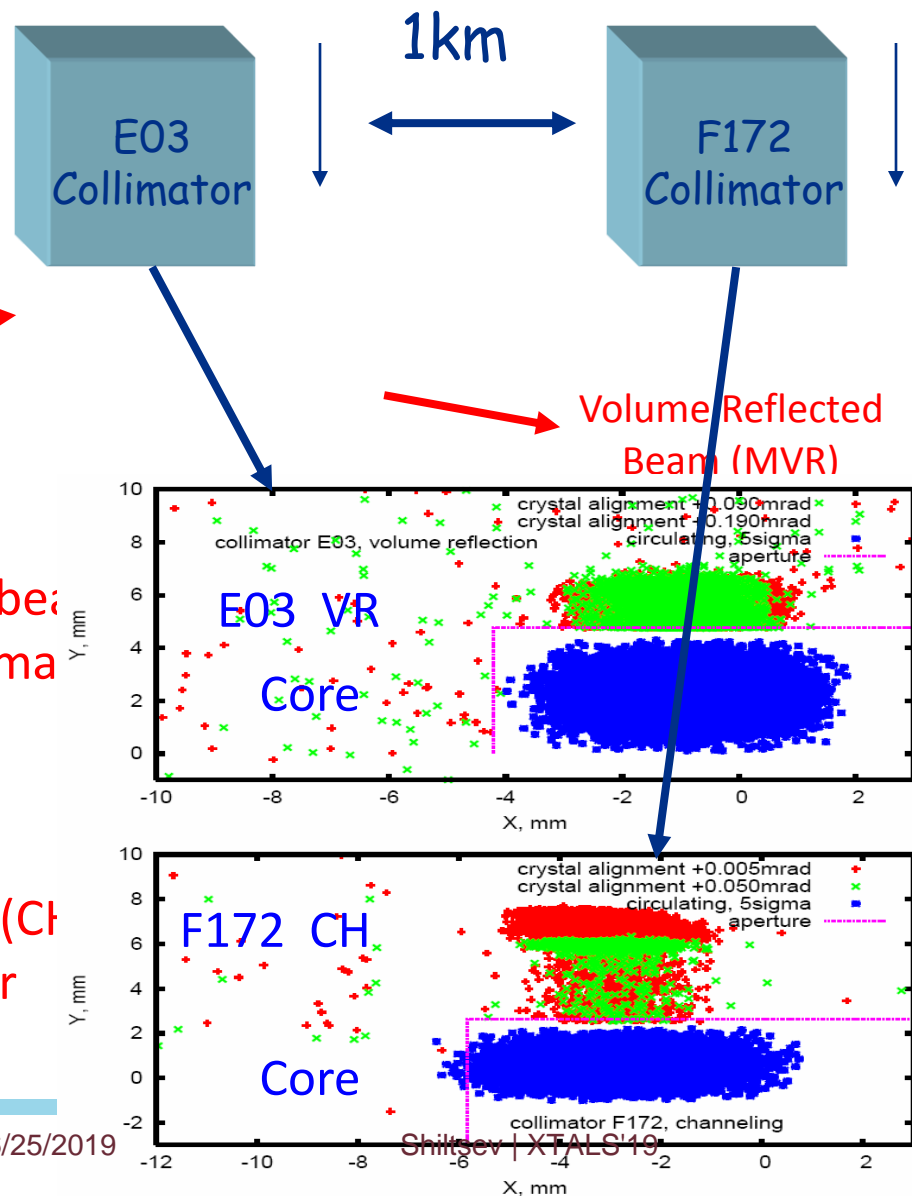 1km
E03
Collimator
F172
Collimator
Volume Reflected
Beam (MVR)
crystal alignment +0.090mrad
crystal alignment +0.190mrad
circulating, 5sigma
aperture
collimator E03, volume reflection
E03 VR
Core
Y, mm
10
8
6
4
2
0
-10
-8
-6
-4
-2
0
2
X, mm
crystal alignment +0.005mrad
crystal alignment +0.050mrad
circulating, 5sigma
aperture
F172 CH
Core
Y, mm
10
8
6
4
2
0
-2
collimator F172, channeling
-12
-10
-8
-6
-4
-2
0
2
X, mm
/25/2019
Shiltsev | XTALS'19